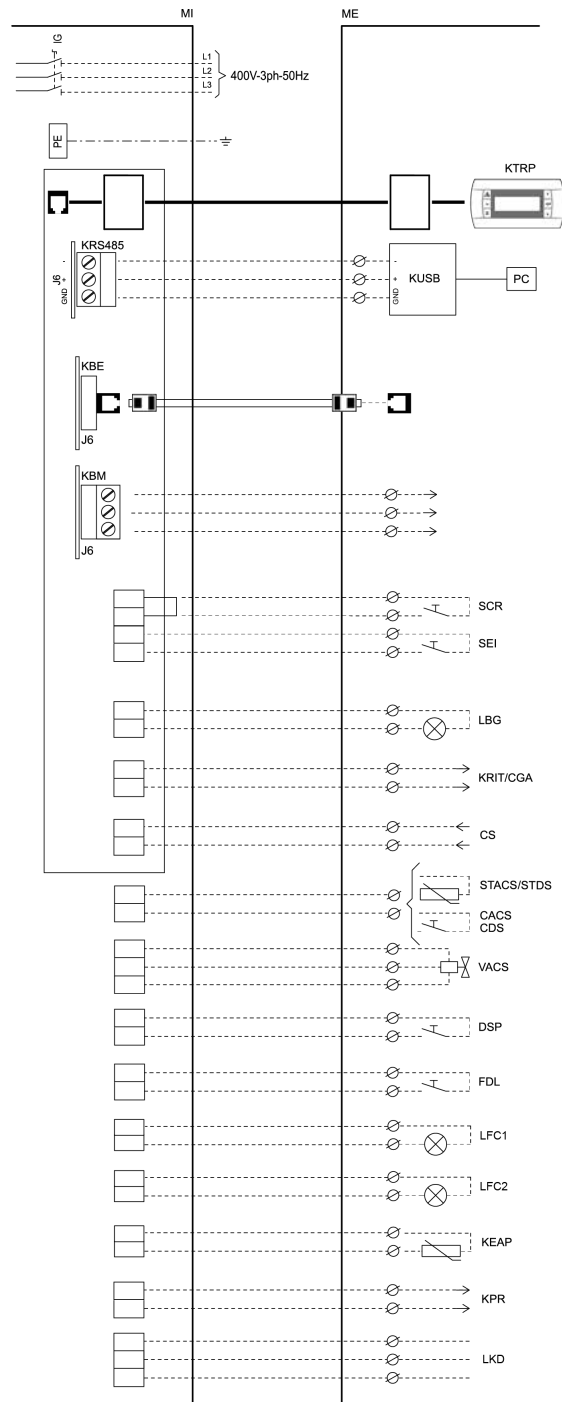 MI
ME
IG
L1
L2
L3
400V-3ph-50Hz
PE
KTRP
KRS485
J6
-
+
GND
-
+
GND
KUSB
PC
KBE
J6
KBM
J6
SCR
SEI
LBG
KRIT/CGA
CS
STACS/STDS
CACS
CDS
VACS
DSP
FDL
LFC1
LFC2
KEAP
KPR
LKD